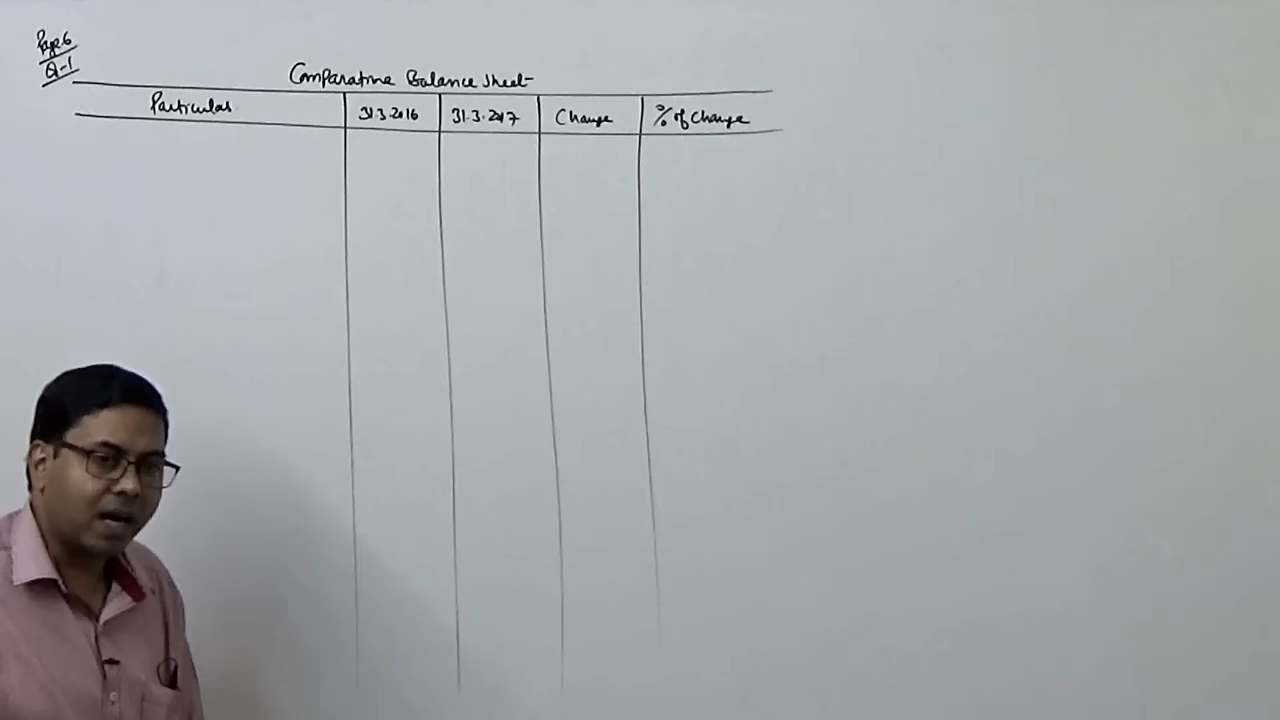 Page 6
Q-1
Comparative Balance Sheet
Particulars 31.3.2016 31.3.2017 Change % of Change